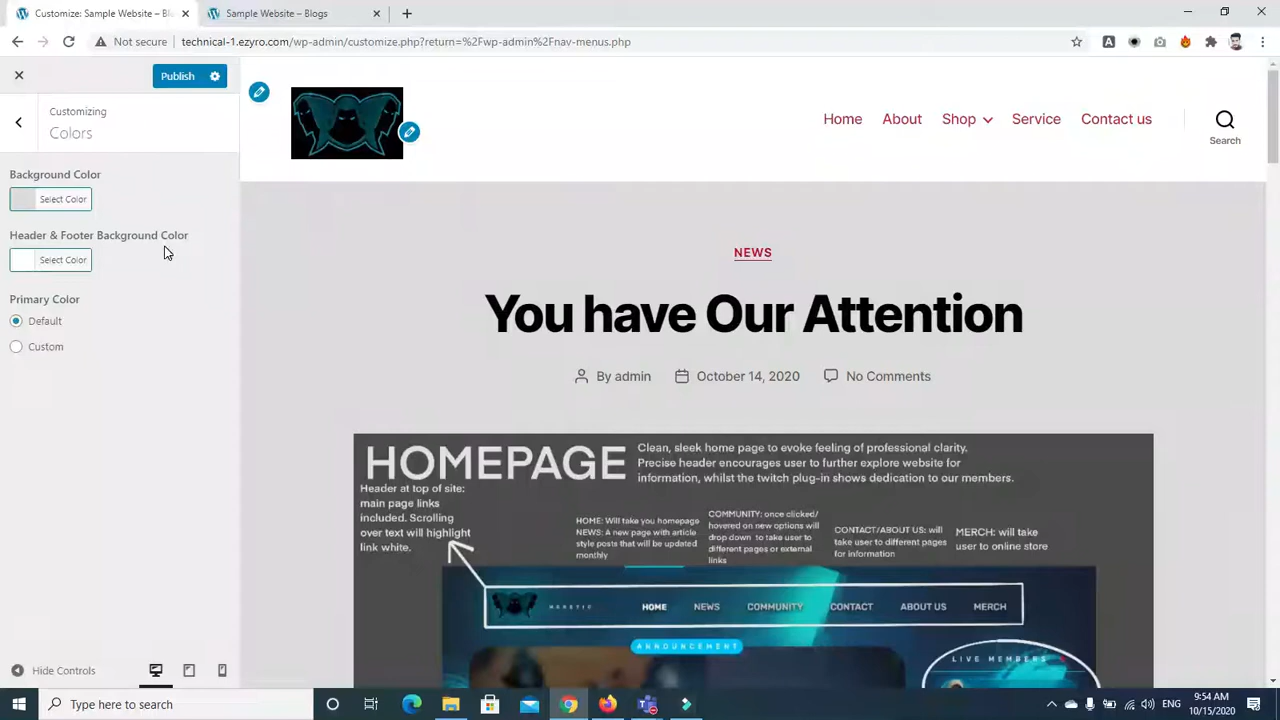 Sample Website – Blo
Sample Website – Blogs
Not secure
technical-1.ezyro.com/wp-admin/customize.php?return=%2Fwp-admin%2Fnav-menus.php
A
Publish
Customizing
Colors
Background Color
Select Color
Header & Footer Background Color
Select Color
Primary Color
Default
Custom
Hide Controls
Home About Shop Service Contact us
Search
NEWS
You have Our Attention
By admin October 14, 2020 No Comments
HOMEPAGE
Clean, sleek home page to evoke feeling of professional clarity.
Precise header encourages user to further explore website for
information, whilst the twitch plug-in shows dedication to our members.
Header at top of site:
main page links
included. Scrolling
over text will highlight
link white.
HOME: Will take you homepage
NEWS: A new page with article
style posts that will be updated
monthly
COMMUNITY: once clicked/
hovered on new options will
drop down to take user to
different pages or external
links
CONTACT/ABOUT US: will
take user to different pages
for information
MERCH: will take
user to online store
HERETIC HOME NEWS COMMUNITY CONTACT ABOUT US MERCH
ANNOUNCEMENT
LIVE MEMBERS
Type here to search
ENG
9:54 AM
10/15/2020